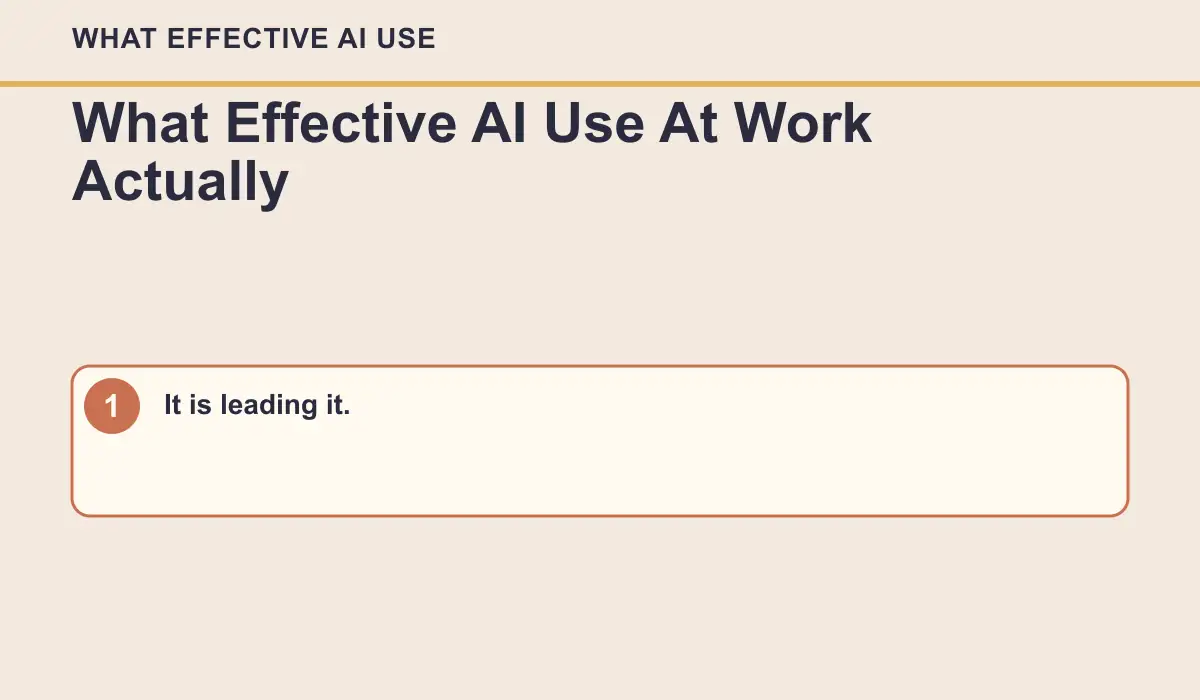 WHAT EFFECTIVE AI USE
What Effective AI Use At Work
Actually
1 It is leading it.